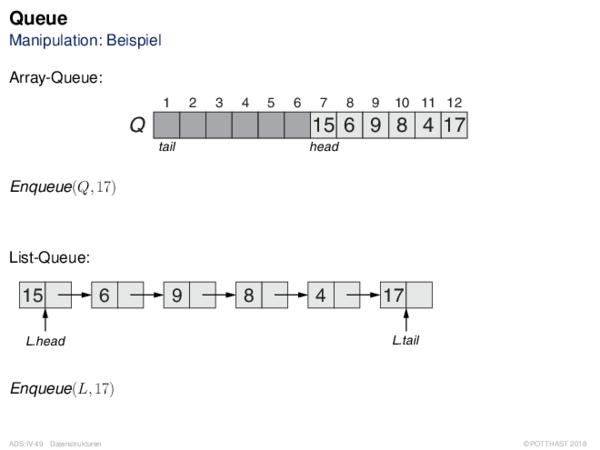 Queue
Manipulation: Beispiel
Array-Queue:
1 2 3 4 5 6 7 8 9 10 11 12
Q 15 6 9 8 4 17
tail head
Enqueue(Q, 17)
List-Queue:
15 6 9 8 4 17
L.head L.tail
Enqueue(L, 17)
ADS:IV-49 Datenstrukturen ©POTTHAST 2018